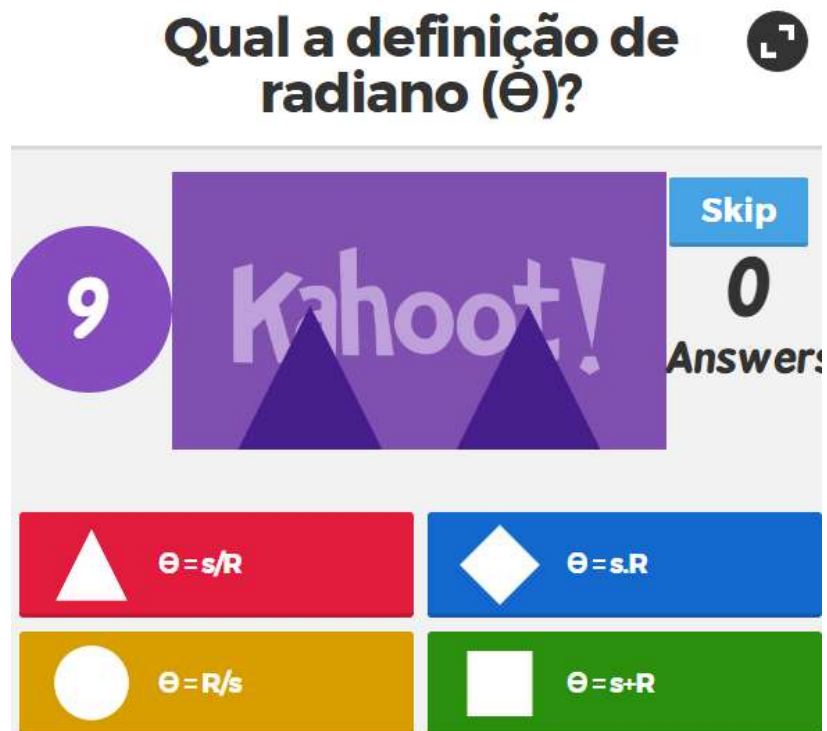 Qual a definição de
radiano (Ɵ)?
Kahoot!
Skip
9
0
Answers
Ɵ = s/R
Ɵ = s.R
Ɵ = R/s
Ɵ = s+R